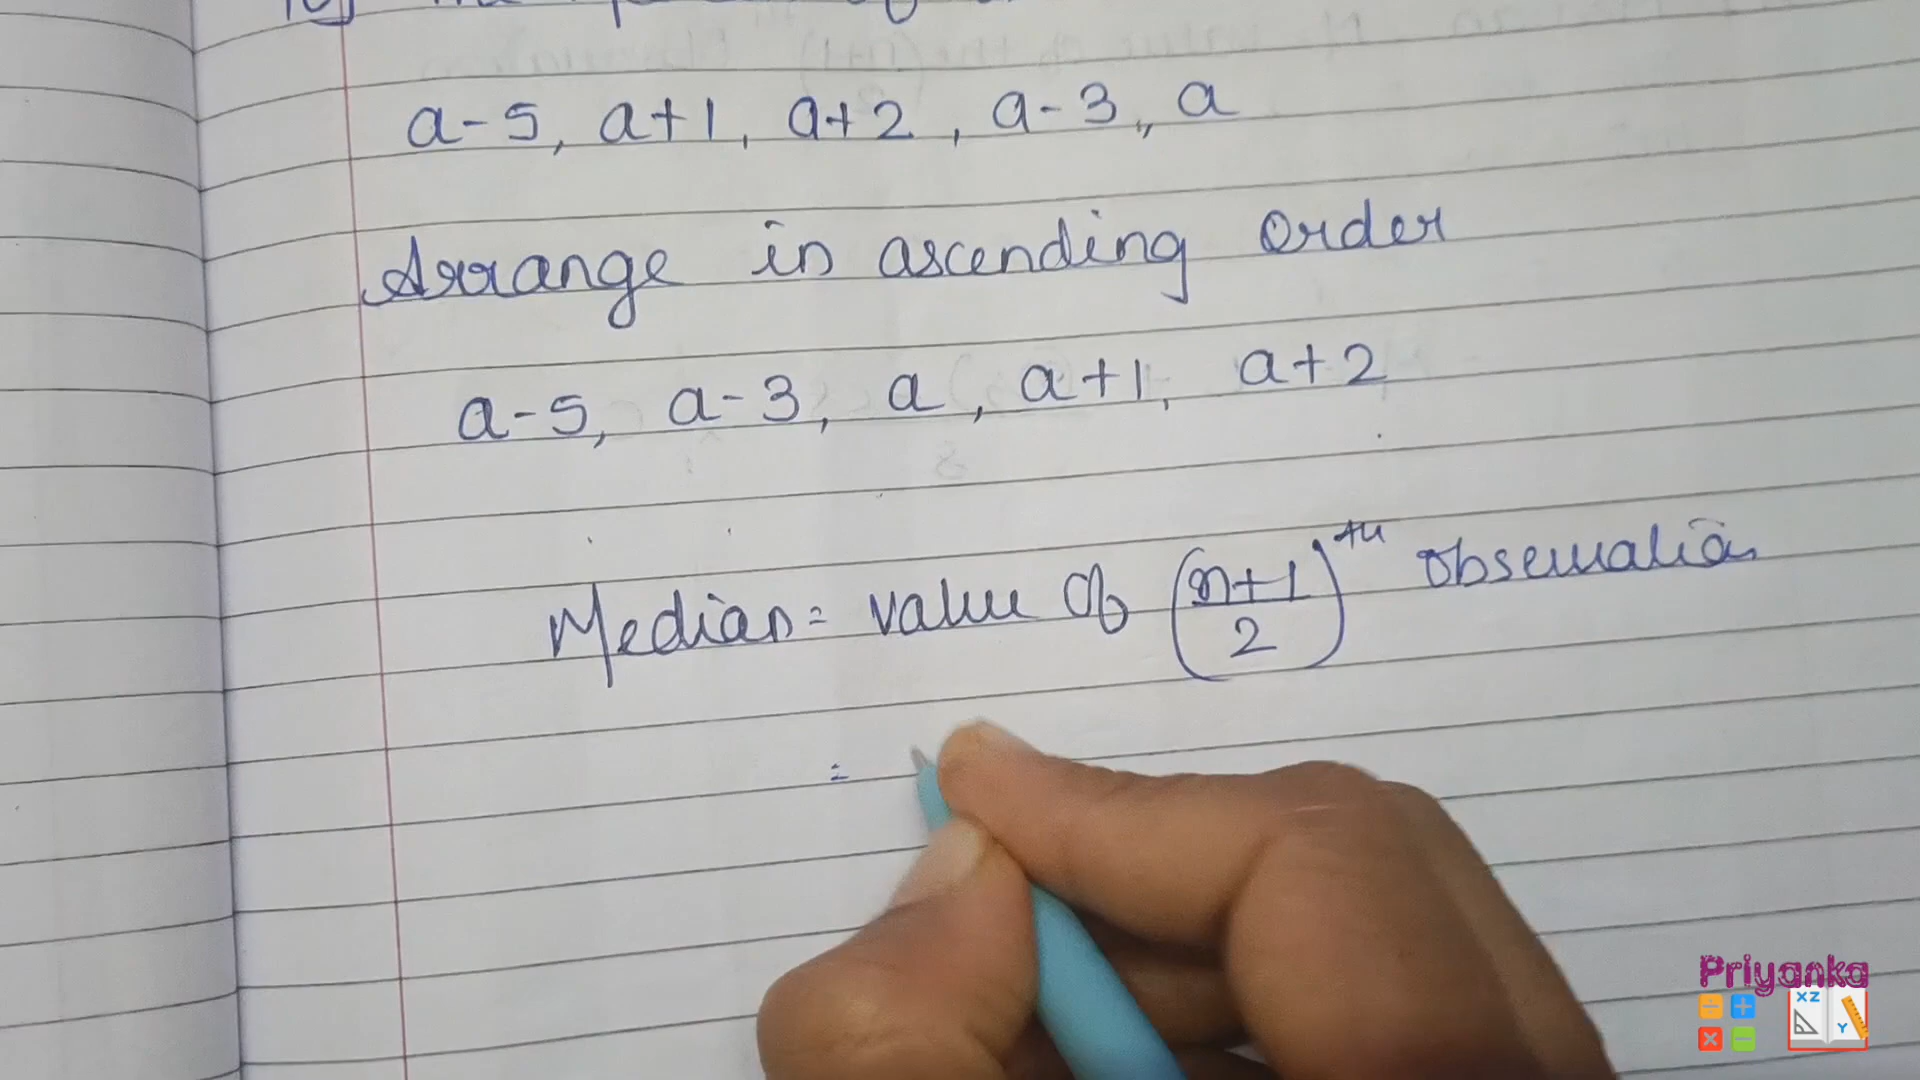 a-5, a+1, a+2, a-3, a
Arrange in ascending order
a-5, a-3, a, a+1, a+2
Median = value of (n+1/2)th observation
=
Priyanka